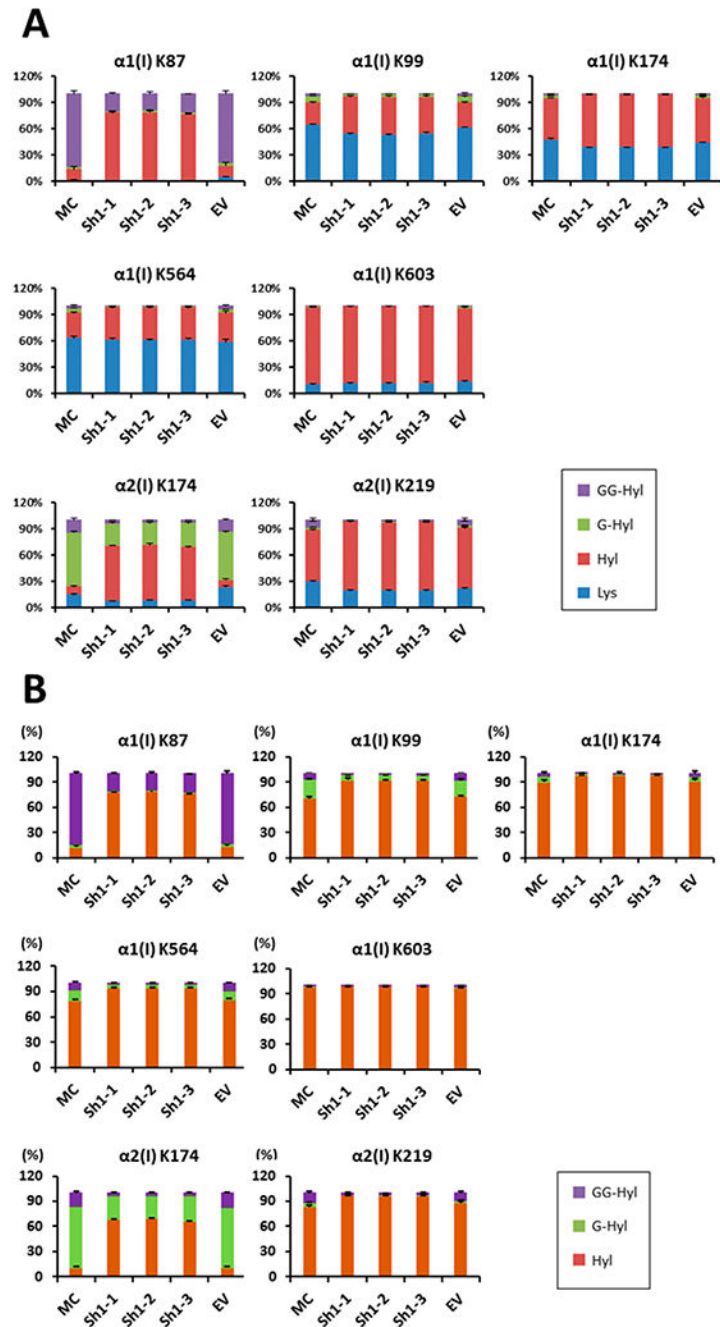 A
α1(I) K87 α1(I) K99 α1(I) K174
120% 120% 120%
90% 90% 90%
60% 60% 60%
30% 30% 30%
0% 0% 0%
MC Sh1-1 Sh1-2 Sh1-3 EV MC Sh1-1 Sh1-2 Sh1-3 EV MC Sh1-1 Sh1-2 Sh1-3 EV
α1(I) K564 α1(I) K603
120% 120%
90% 90%
60% 60%
30% 30%
0% 0%
MC Sh1-1 Sh1-2 Sh1-3 EV MC Sh1-1 Sh1-2 Sh1-3 EV
α2(I) K174 α2(I) K219
120% 120%
90% 90%
60% 60%
30% 30%
0% 0%
MC Sh1-1 Sh1-2 Sh1-3 EV MC Sh1-1 Sh1-2 Sh1-3 EV
GG-Hyl
G-Hyl
Hyl
Lys
B
(%) α1(I) K87 (%) α1(I) K99 (%) α1(I) K174
120 120 120
90 90 90
60 60 60
30 30 30
0 0 0
MC Sh1-1 Sh1-2 Sh1-3 EV MC Sh1-1 Sh1-2 Sh1-3 EV MC Sh1-1 Sh1-2 Sh1-3 EV
(%) α1(I) K564 (%) α1(I) K603
120 120
90 90
60 60
30 30
0 0
MC Sh1-1 Sh1-2 Sh1-3 EV MC Sh1-1 Sh1-2 Sh1-3 EV
(%) α2(I) K174 (%) α2(I) K219
120 120
90 90
60 60
30 30
0 0
MC Sh1-1 Sh1-2 Sh1-3 EV MC Sh1-1 Sh1-2 Sh1-3 EV
GG-Hyl
G-Hyl
Hyl